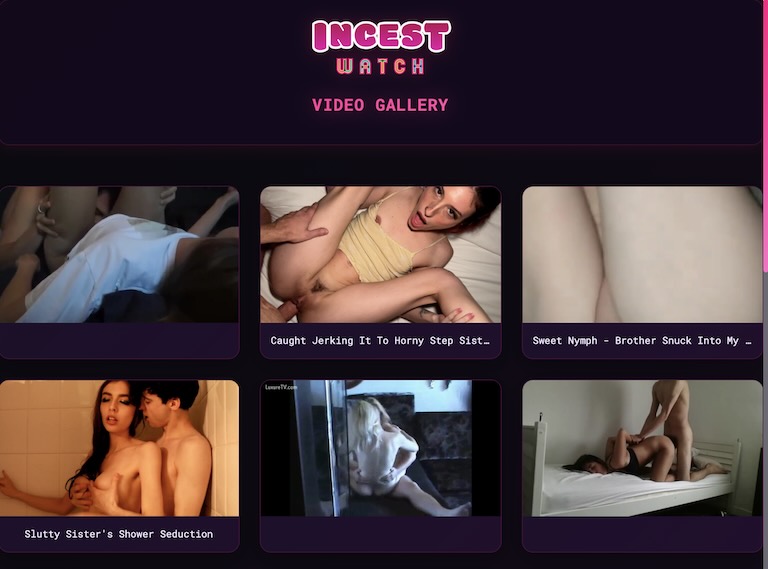 INCEST
WATCH
VIDEO GALLERY
Caught Jerking It To Horny Step Sist…
Sweet Nymph - Brother Snuck Into My …
Slutty Sister's Shower Seduction
LuxureTV.com